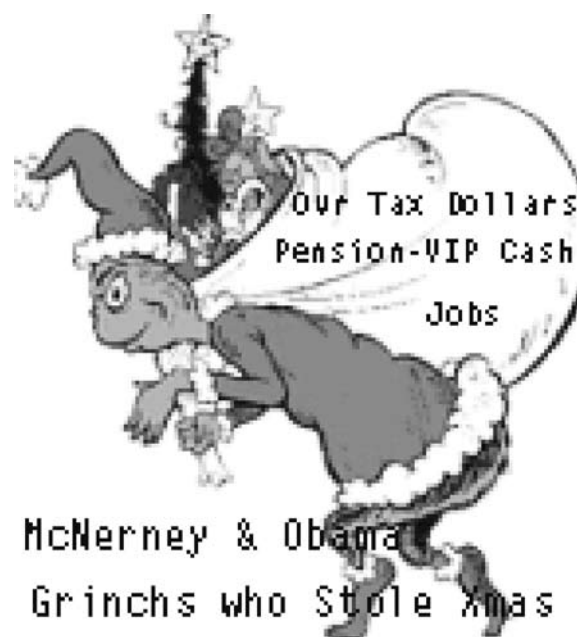 Our Tax Dollars
Pension-VIP Cash
Jobs
McNerney & Obama
Grinchs who Stole Xmas